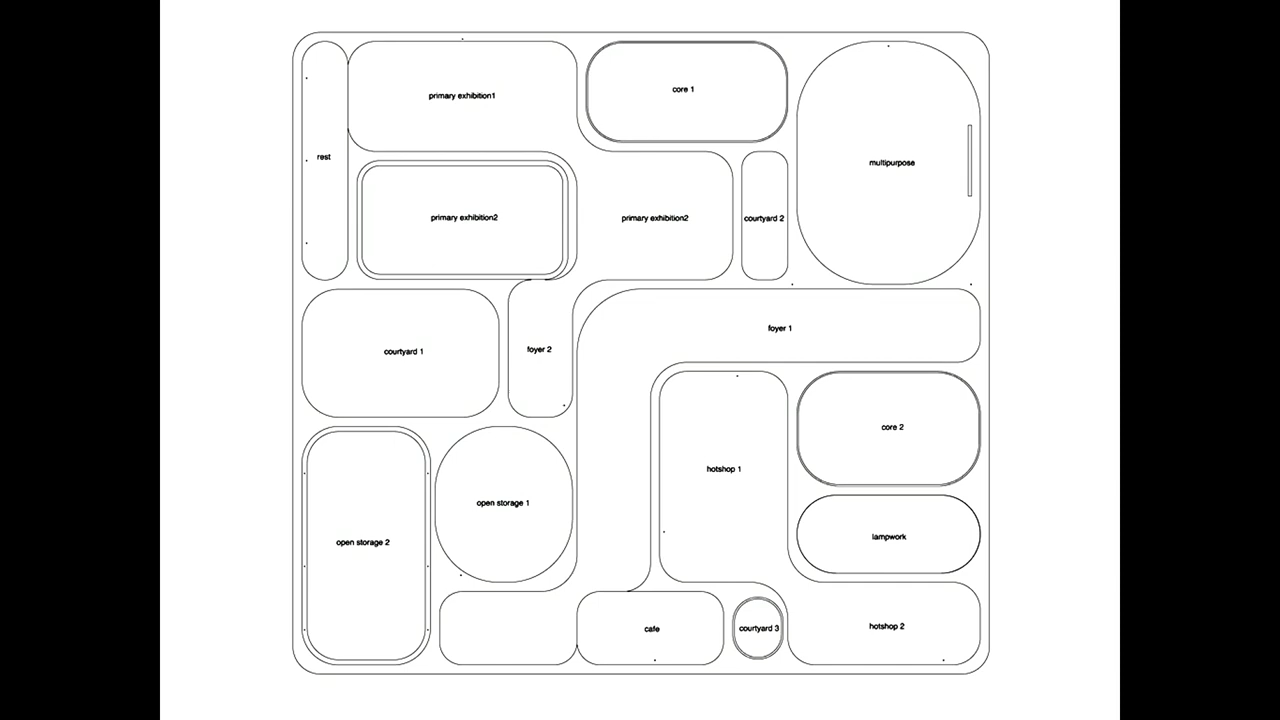 primary exhibition1
core 1
rest
multipurpose
primary exhibition2
primary exhibition2
courtyard 2
foyer 1
courtyard 1
foyer 2
core 2
hotshop 1
open storage 1
lampwork
open storage 2
cafe
courtyard 3
hotshop 2